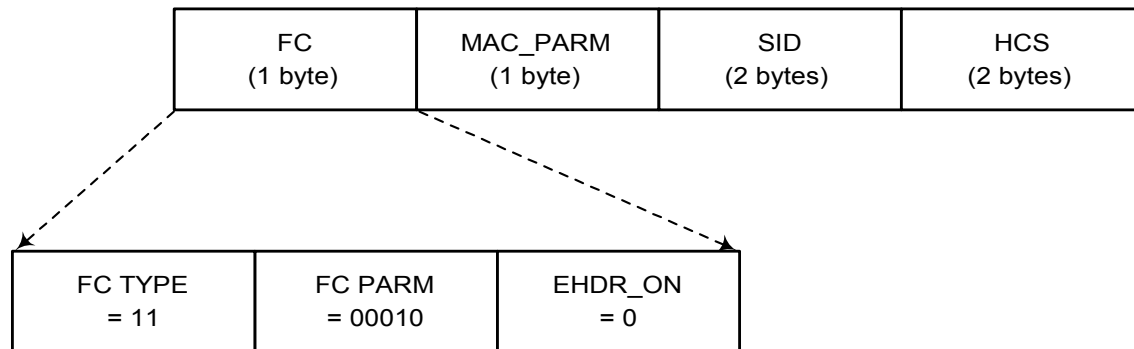 FC
(1 byte)
MAC_PARM
(1 byte)
SID
(2 bytes)
HCS
(2 bytes)
FC TYPE
= 11
FC PARM
= 00010
EHDR_ON
= 0